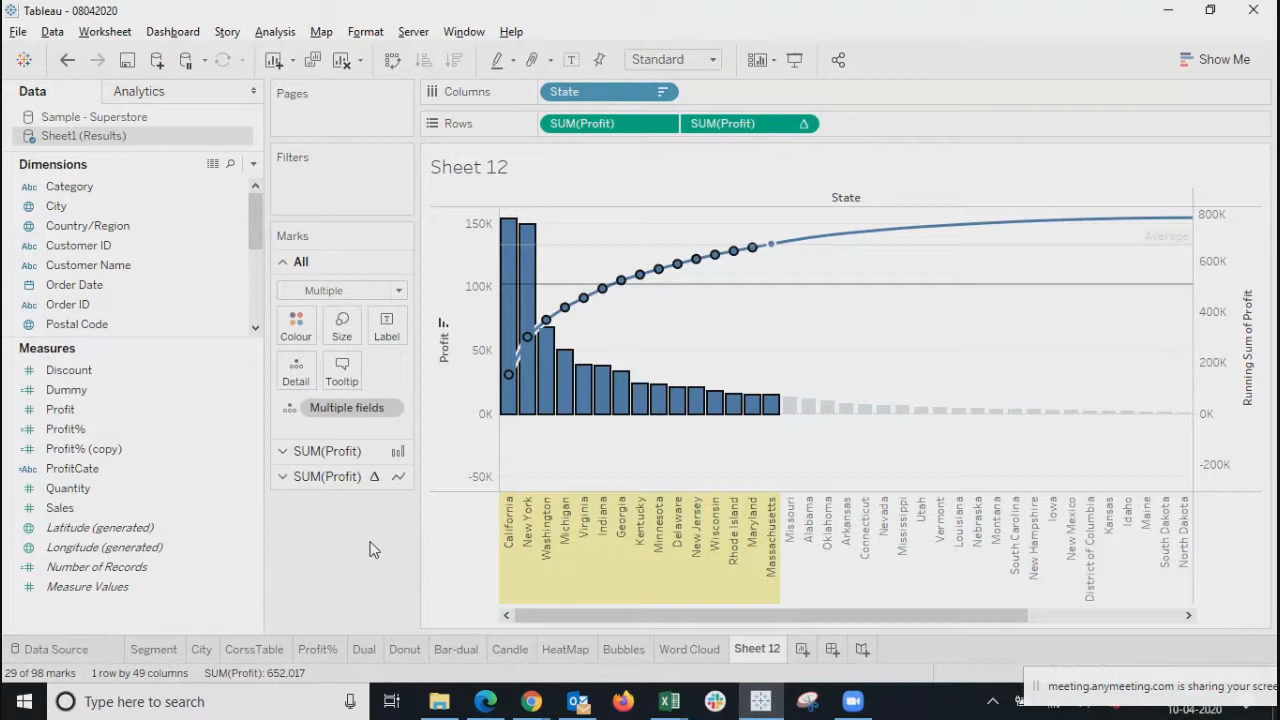 Tableau - 08042020
File Data Worksheet Dashboard Story Analysis Map Format Server Window Help
Standard
Show Me
Data Analytics
Sample - Superstore
Sheet1 (Results)
Dimensions
Abc Category
City
Country/Region
Abc Customer ID
Abc Customer Name
Order Date
Abc Order ID
Postal Code
Measures
Discount
Dummy
Profit
Profit%
Profit% (copy)
Abc ProfitCate
Quantity
Sales
Latitude (generated)
Longitude (generated)
Number of Records
Measure Values
Pages
Filters
Marks
All
Multiple
Colour Size Label
Detail Tooltip
Multiple fields
SUM(Profit)
SUM(Profit) Δ
Columns State
Rows SUM(Profit) SUM(Profit) Δ
Sheet 12
State
Profit
150K
100K
50K
0K
-50K
Average
800K
600K
400K
200K
0K
-200K
Running Sum of Profit
California
New York
Washington
Michigan
Virginia
Indiana
Georgia
Kentucky
Minnesota
Delaware
New Jersey
Wisconsin
Rhode Island
Maryland
Massachusetts
Missouri
Alabama
Oklahoma
Arkansas
Connecticut
Nevada
Mississippi
Utah
Vermont
Louisiana
Nebraska
Montana
South Carolina
New Hampshire
Iowa
New Mexico
District of Columbia
Kansas
Idaho
Maine
South Dakota
North Dakota
Data Source Segment City CorssTable Profit% Dual Donut Bar-dual Candle HeatMap Bubbles Word Cloud Sheet 12
29 of 98 marks 1 row by 49 columns SUM(Profit): 652,017
meeting.anymeeting.com is sharing your scree
Type here to search
10-04-2020